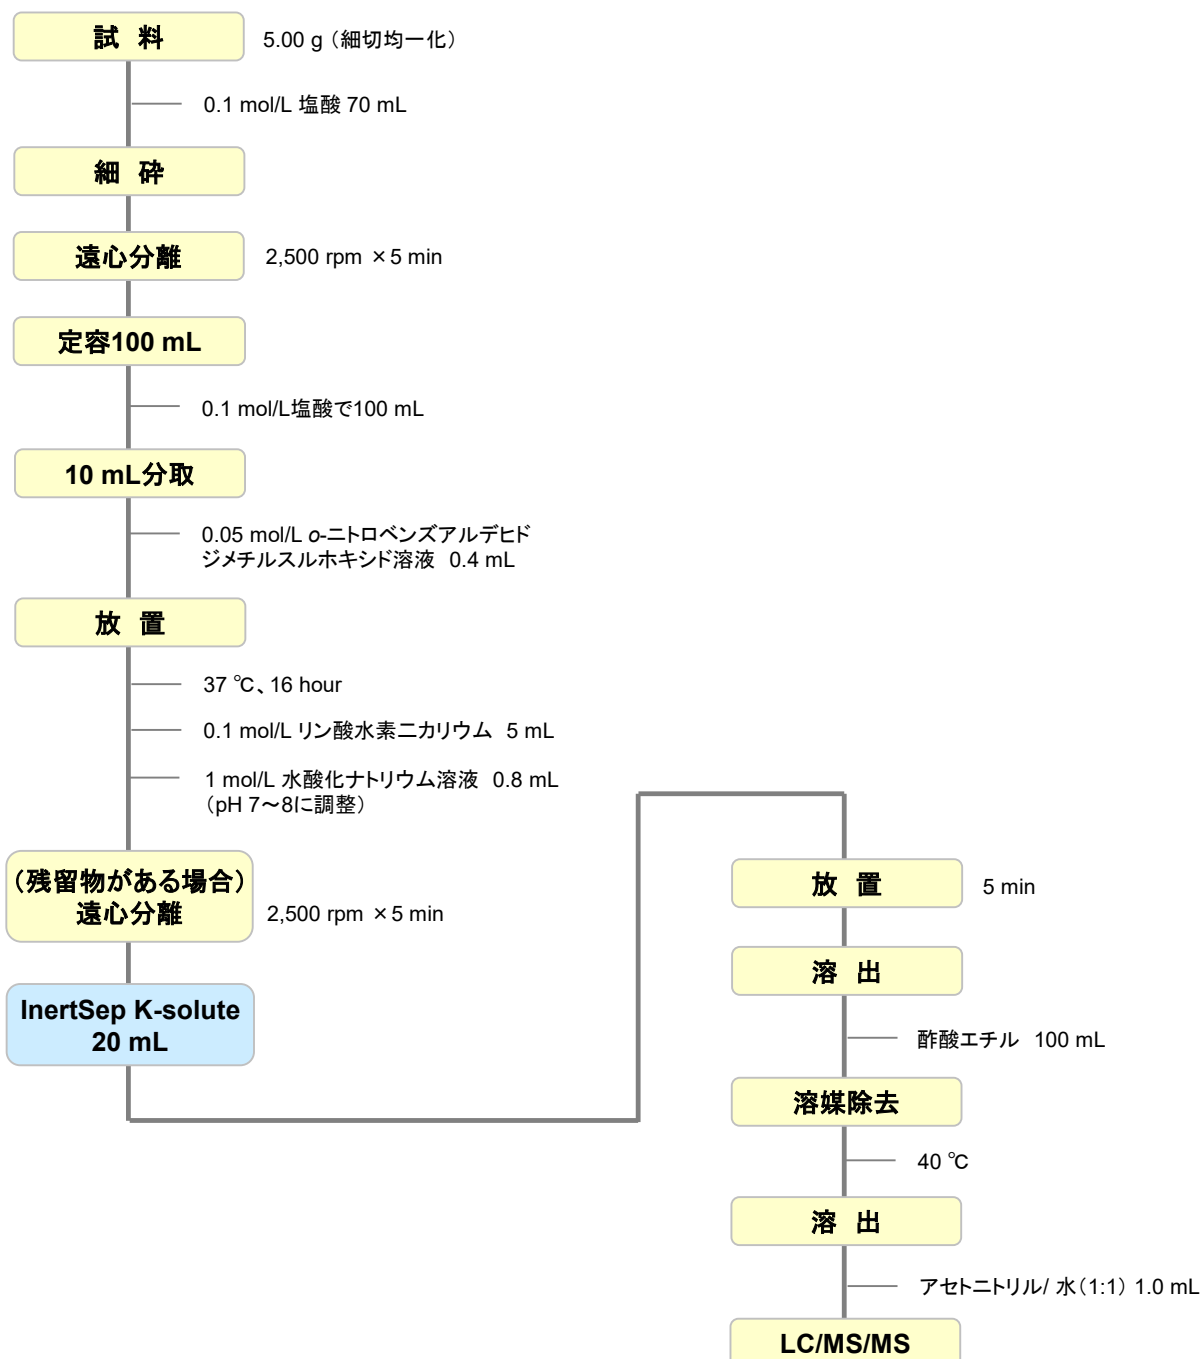 試 料
5.00 g （細切均一化）
0.1 mol/L 塩酸 70 mL
細 砕
遠心分離
2,500 rpm ×5 min
定容100 mL
0.1 mol/L塩酸で100 mL
10 mL分取
0.05 mol/L o-ニトロベンズアルデヒド
ジメチルスルホキシド溶液 0.4 mL
放 置
37 ℃、16 hour
0.1 mol/L リン酸水素二カリウム 5 mL
1 mol/L 水酸化ナトリウム溶液 0.8 mL
（pH 7～8に調整）
（残留物がある場合）
遠心分離
2,500 rpm ×5 min
InertSep K-solute
20 mL
放 置
5 min
溶 出
酢酸エチル 100 mL
溶媒除去
40 ℃
溶 出
アセトニトリル/ 水（1:1） 1.0 mL
LC/MS/MS